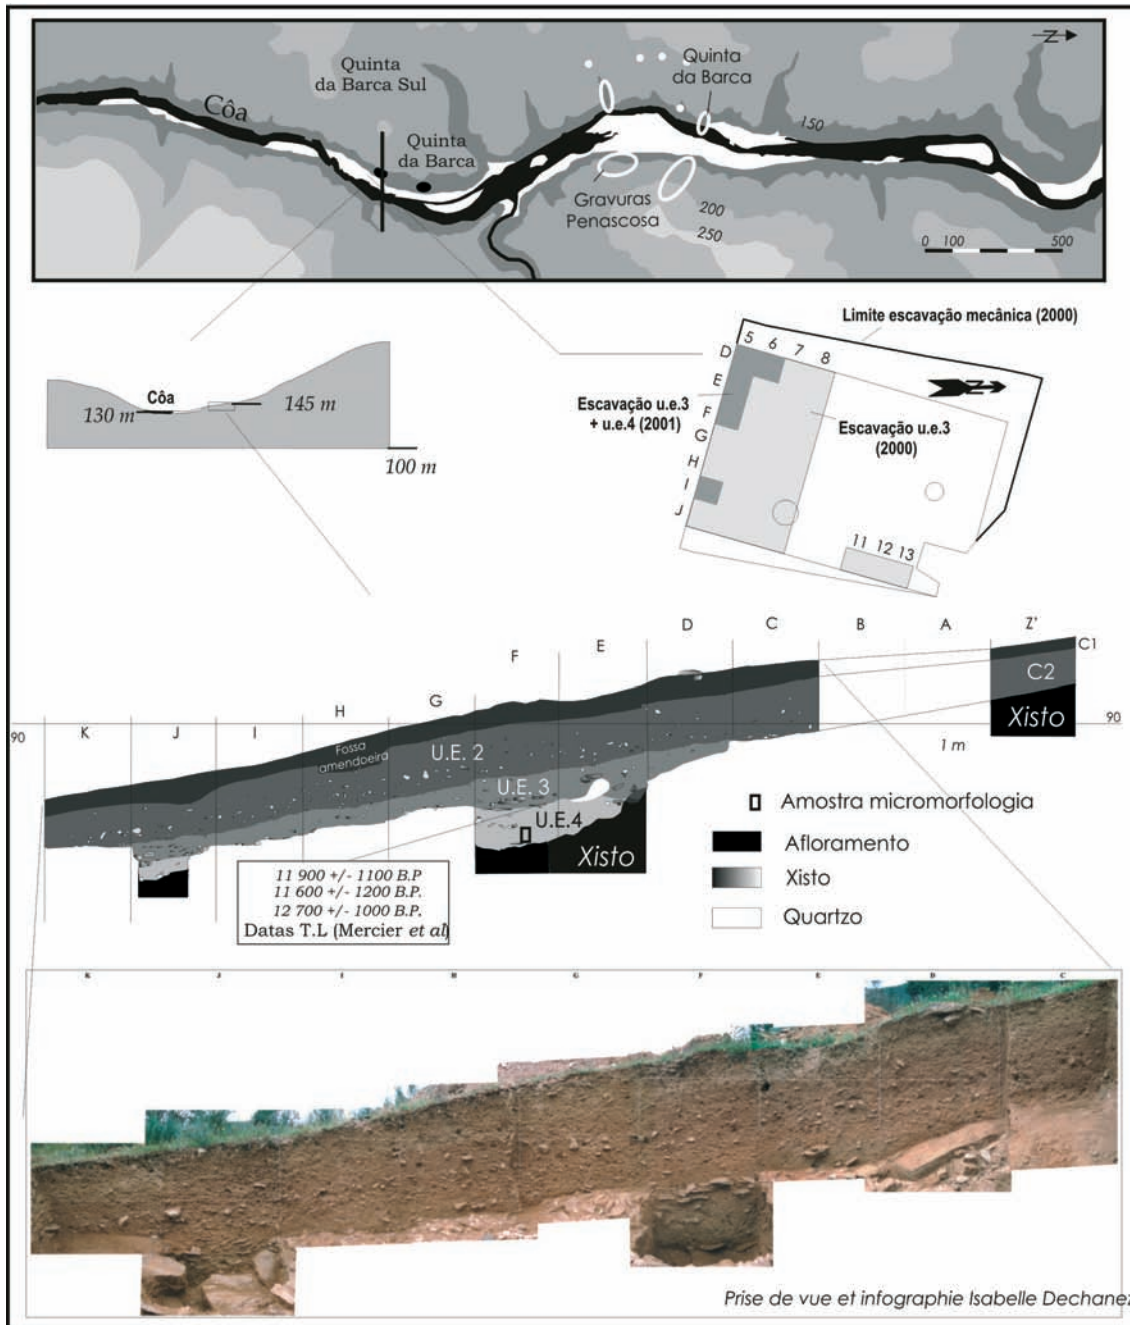 N
Quinta
da Barca Sul
Quinta
da Barca
Côa
150
Quinta
da Barca
Gravuras
Penascosa
200
250
0 100 500
Limite escavação mecânica (2000)
D 5 6 7 8
E
F
G
H
I
J
N
Escavação u.e.3
+ u.e.4 (2001)
Escavação u.e.3
(2000)
11 12 13
Côa
130 m
145 m
100 m
K J I H G F E D C B A Z'
C1
C2
Xisto
90
90
1 m
Fossa
amendoeira
U.E. 2
U.E. 3
U.E.4
Xisto
11 900 +/- 1100 B.P
11 600 +/- 1200 B.P.
12 700 +/- 1000 B.P.
Datas T.L (Mercier et al)
Amostra micromorfologia
Afloramento
Xisto
Quartzo
K J I H G F E D C
Prise de vue et infographie Isabelle Dechanez